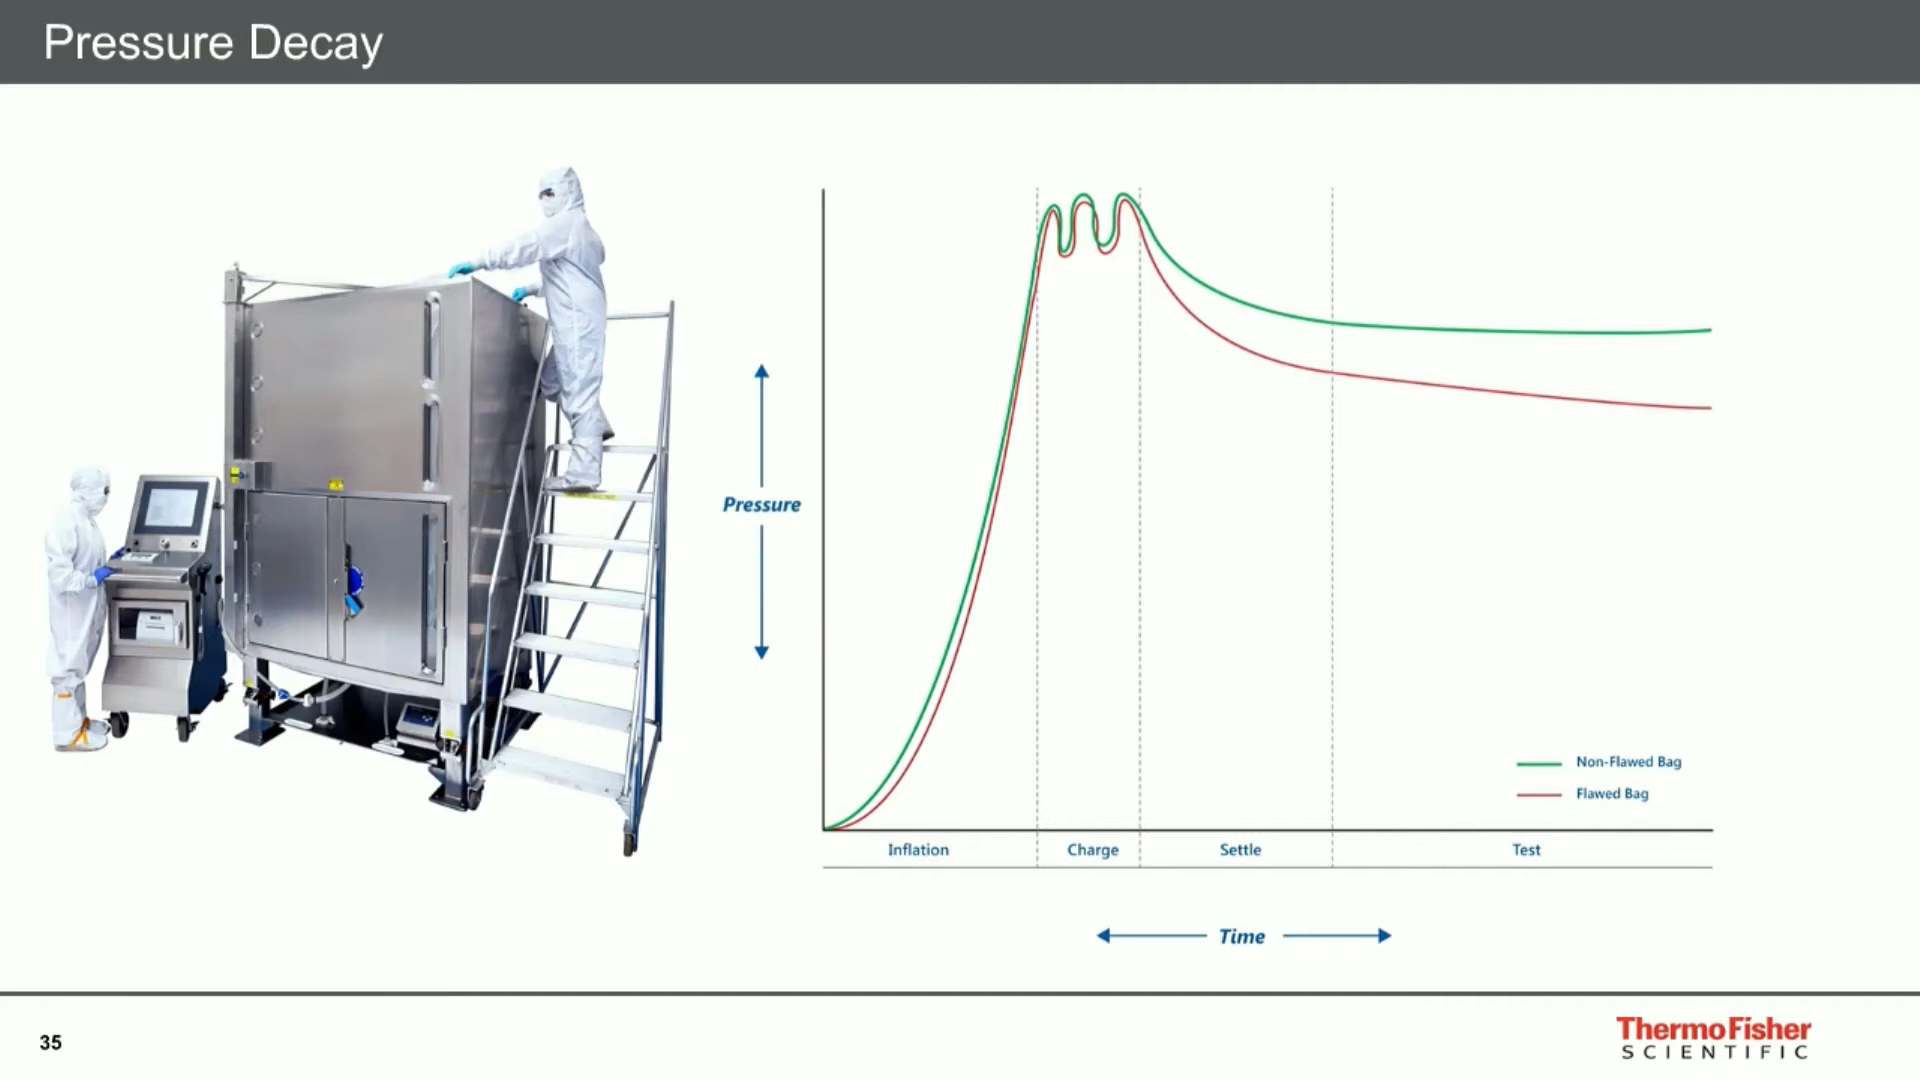 Pressure Decay
Pressure
Non-Flawed Bag
Flawed Bag
Inflation
Charge
Settle
Test
Time
35
ThermoFisher
SCIENTIFIC